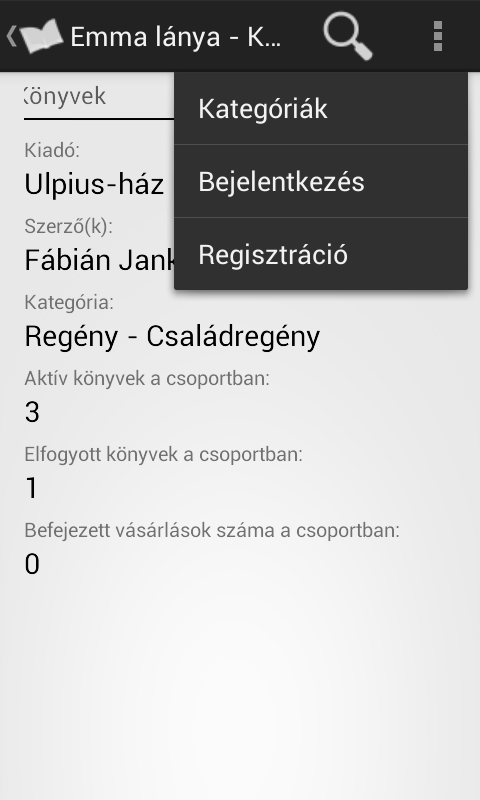 Emma lánya - K...
Könyvek
Kategóriák
Bejelentkezés
Regisztráció
Kiadó:
Ulpius-ház
Szerző(k):
Fábián Jank
Kategória:
Regény - Családregény
Aktív könyvek a csoportban:
3
Elfogyott könyvek a csoportban:
1
Befejezett vásárlások száma a csoportban:
0